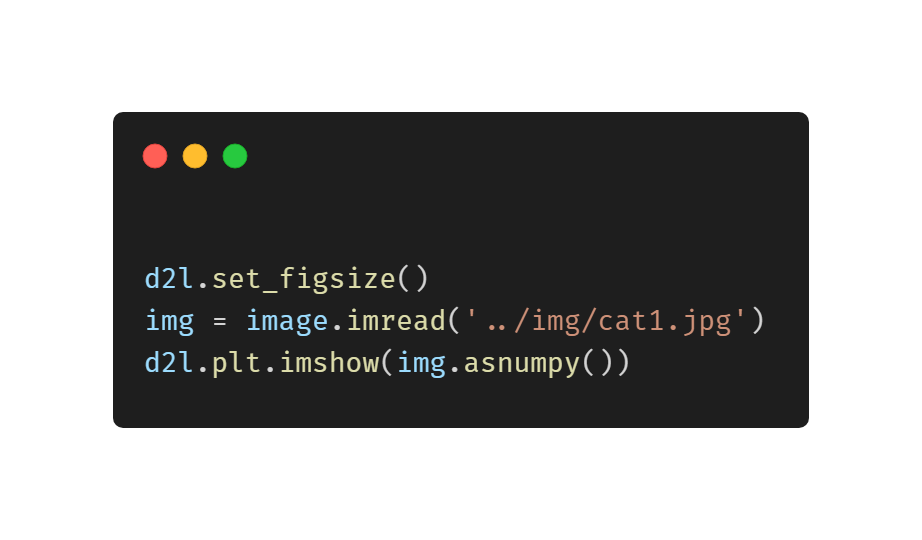 d2l.set_figsize()
img = image.imread('../img/cat1.jpg')
d2l.plt.imshow(img.asnumpy())